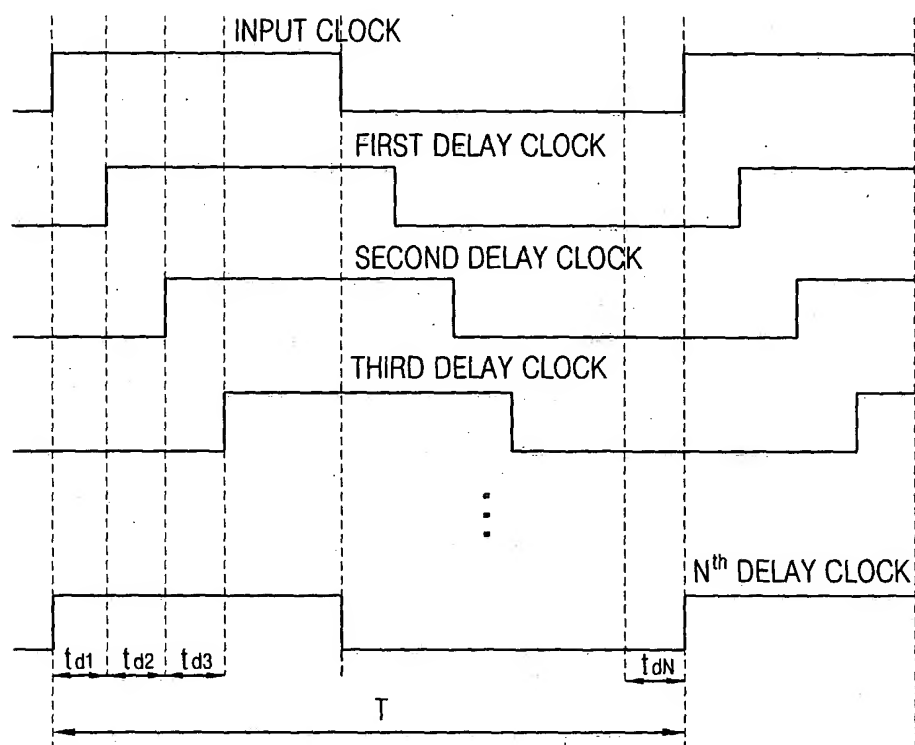 INPUT CLOCK
FIRST DELAY CLOCK
SECOND DELAY CLOCK
THIRD DELAY CLOCK
Nth DELAY CLOCK
td1 td2 td3 tdN
T